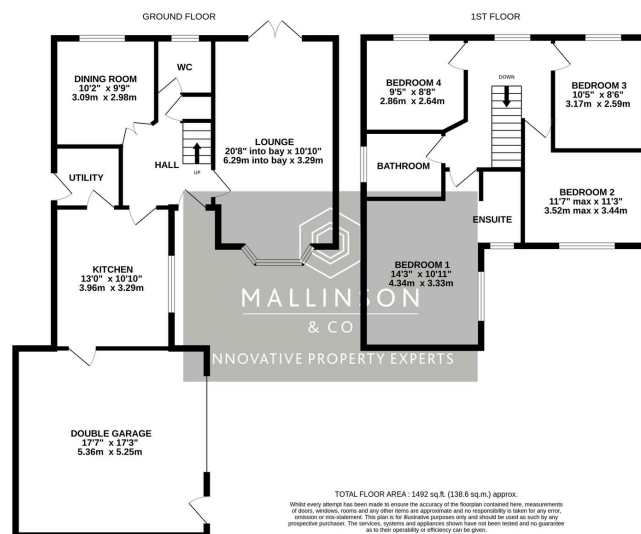 GROUND FLOOR
DINING ROOM
10'2" x 9'9"
3.09m x 2.98m
WC
LOUNGE
20'8" into bay x 10'10"
6.29m into bay x 3.29m
HALL
UP
UTILITY
KITCHEN
13'0" x 10'10"
3.96m x 3.29m
DOUBLE GARAGE
17'7" x 17'3"
5.36m x 5.25m
1ST FLOOR
BEDROOM 4
9'5" x 8'8"
2.86m x 2.64m
DOWN
BEDROOM 3
10'5" x 8'6"
3.17m x 2.59m
BATHROOM
BEDROOM 2
11'7" max x 11'3"
3.52m max x 3.44m
ENSUITE
BEDROOM 1
14'3" x 10'11"
4.34m x 3.33m
MALLINSON
& CO
INNOVATIVE PROPERTY EXPERTS
TOTAL FLOOR AREA : 1492 sq.ft. (138.6 sq.m.) approx.
Whilst every attempt has been made to ensure the accuracy of the floorplan contained here, measurements
of doors, windows, rooms and any other items are approximate and no responsibility is taken for any error,
omission or mis-statement. This plan is for illustrative purposes only and should be used as such by any
prospective purchaser. The services, systems and appliances shown have not been tested and no guarantee
as to their operability or efficiency can be given.